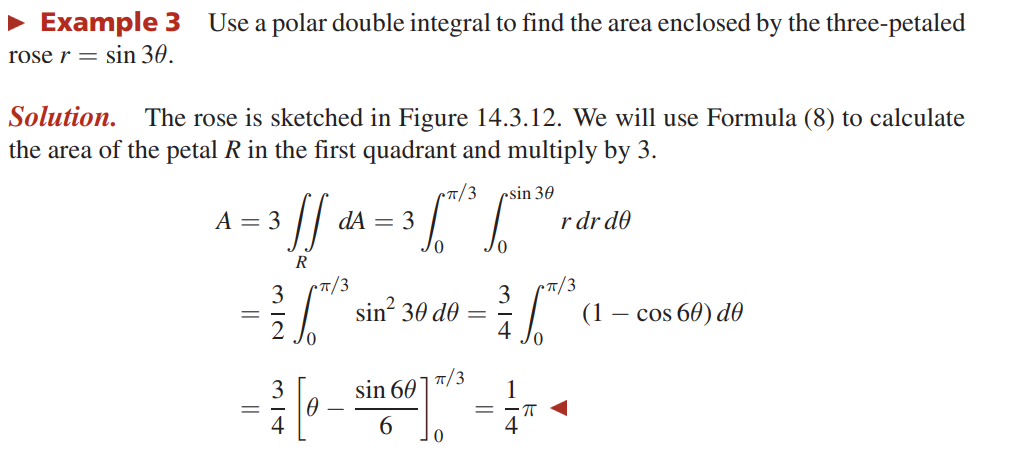 ▶ Example 3 Use a polar double integral to find the area enclosed by the three-petaled
rose r = sin 3θ.
Solution. The rose is sketched in Figure 14.3.12. We will use Formula (8) to calculate
the area of the petal R in the first quadrant and multiply by 3.
A = 3 ∬_R dA = 3 ∫_0^{π/3} ∫_0^{sin 3θ} r dr dθ
= 3/2 ∫_0^{π/3} sin² 3θ dθ = 3/4 ∫_0^{π/3} (1 − cos 6θ) dθ
= 3/4 [θ − sin 6θ/6]_0^{π/3} = 1/4 π ◀